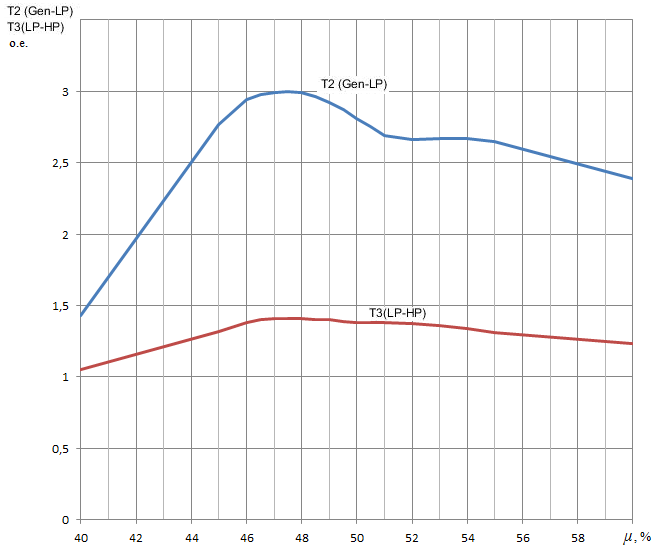 T2 (Gen-LP)
T3(LP-HP)
o.e.
T2 (Gen-LP)
3
2,5
2
1,5
T3(LP-HP)
1
0,5
0
40 42 44 46 48 50 52 54 56 58 μ, %